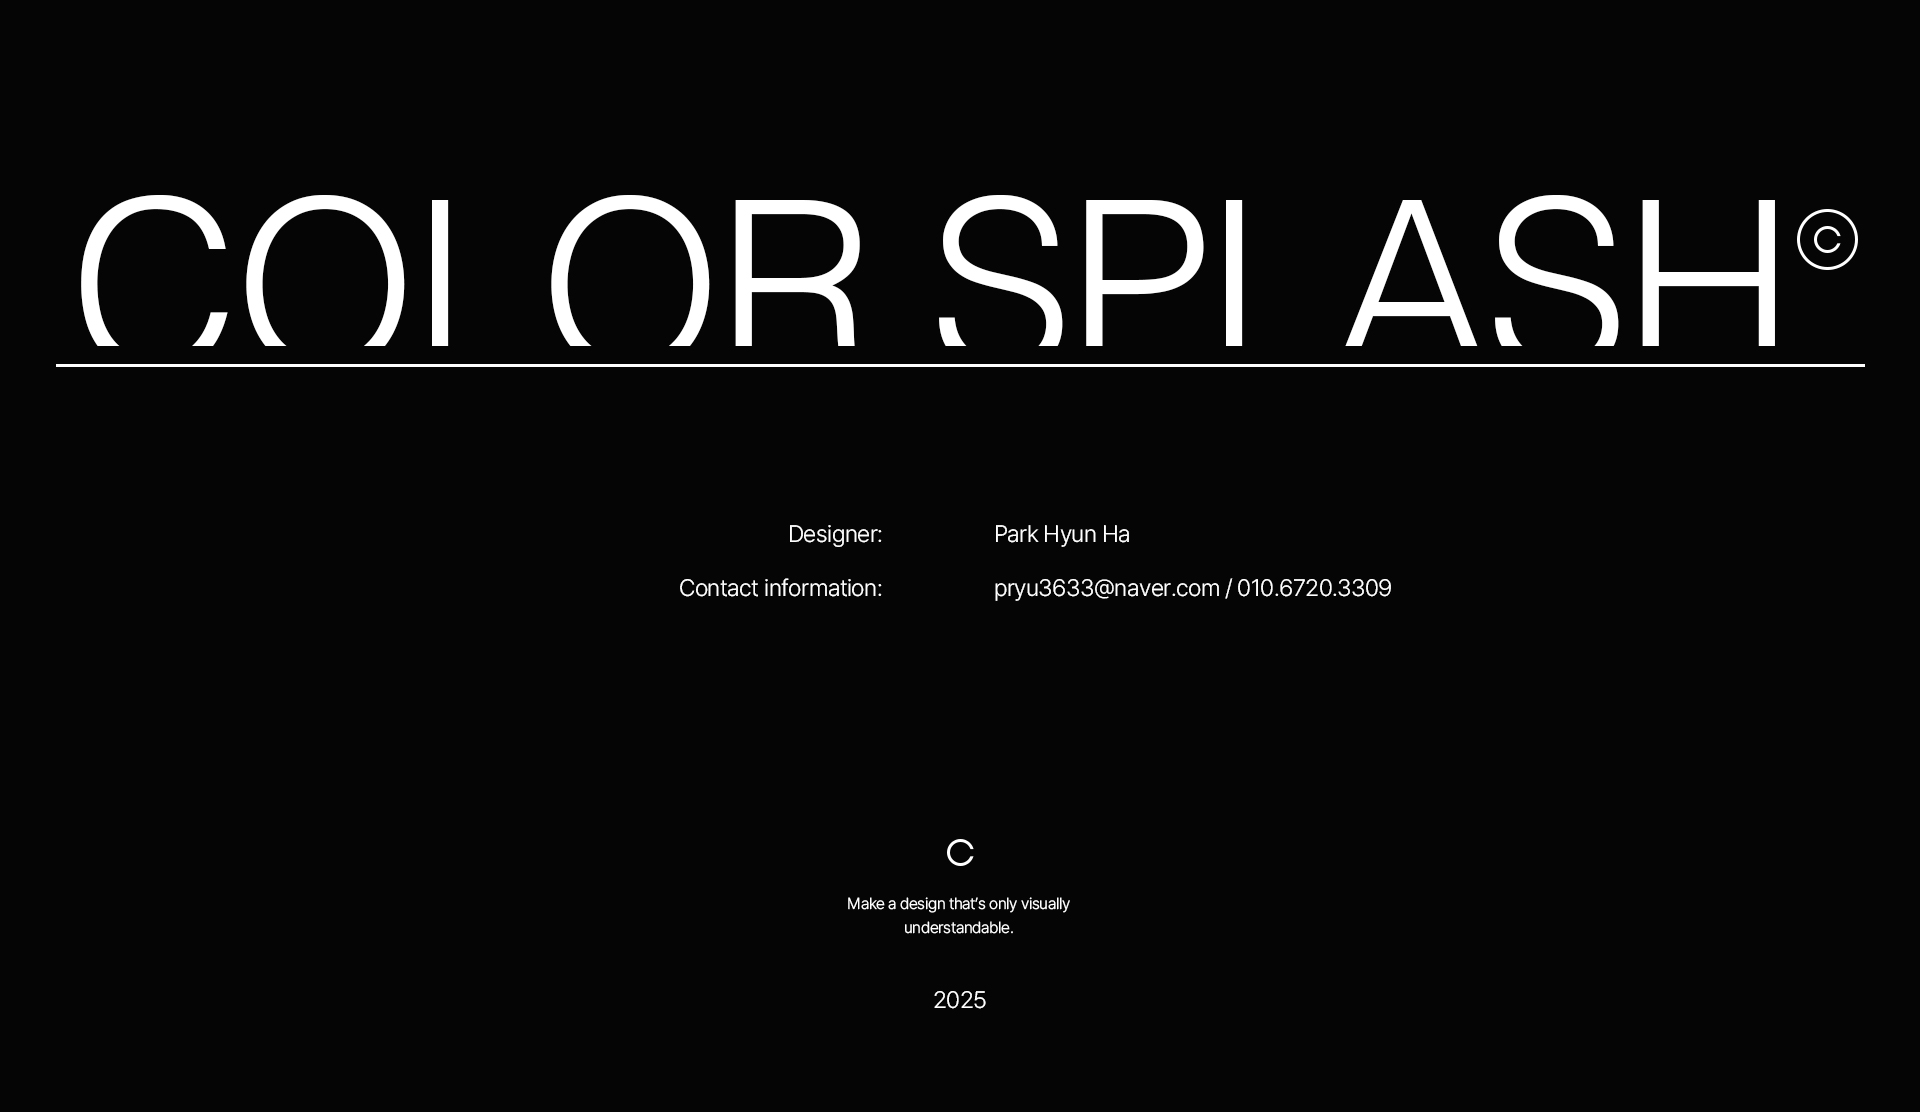 COLOR SPLASH©
Designer: Park Hyun Ha
Contact information: pryu3633@naver.com / 010.6720.3309
C
Make a design that’s only visually
understandable.
2025